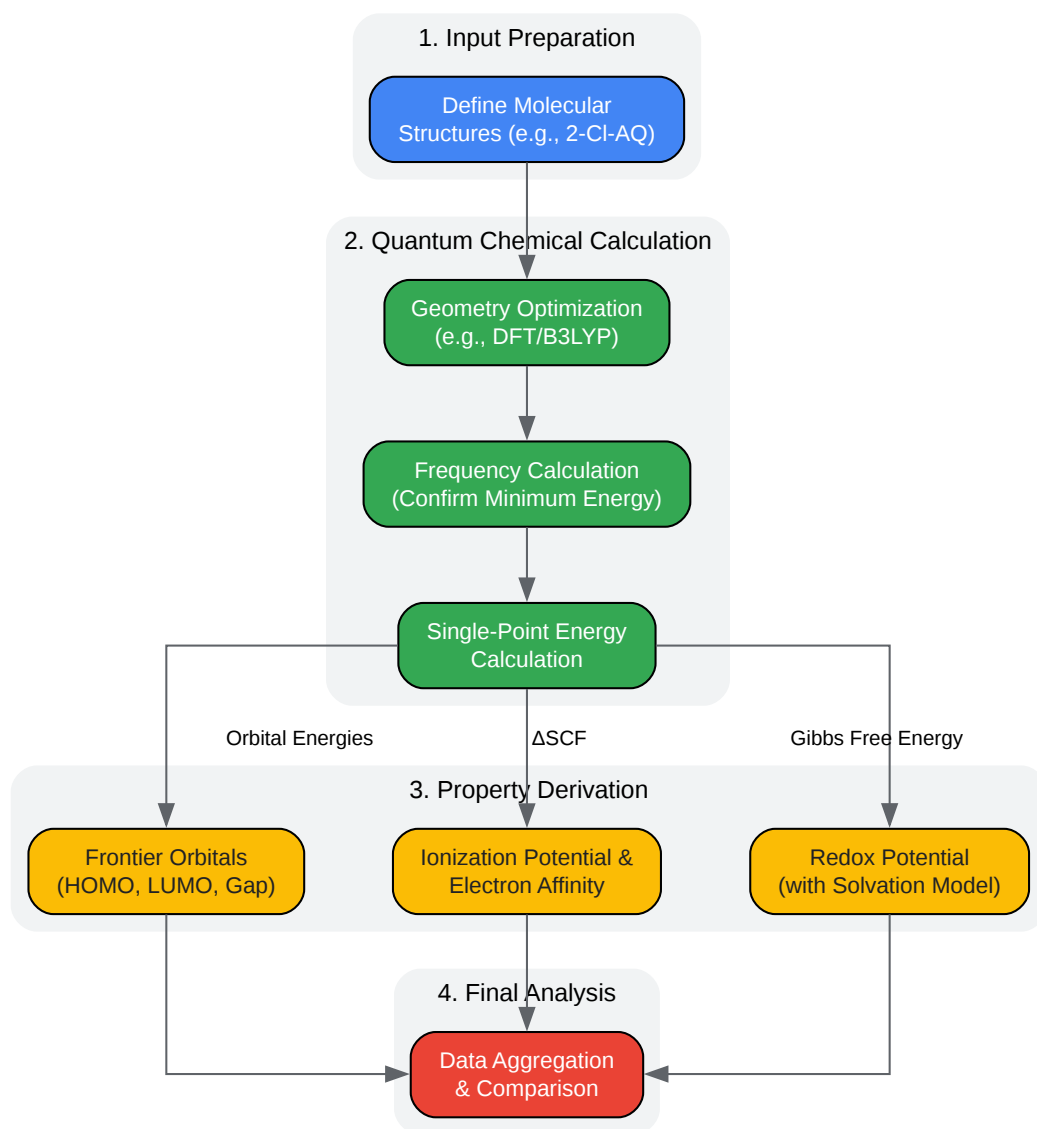 1. Input Preparation
Define Molecular
Structures (e.g., 2-Cl-AQ)
2. Quantum Chemical Calculation
Geometry Optimization
(e.g., DFT/B3LYP)
Frequency Calculation
(Confirm Minimum Energy)
Single-Point Energy
Calculation
Orbital Energies
ΔSCF
Gibbs Free Energy
3. Property Derivation
Frontier Orbitals
(HOMO, LUMO, Gap)
Ionization Potential &
Electron Affinity
Redox Potential
(with Solvation Model)
4. Final Analysis
Data Aggregation
& Comparison